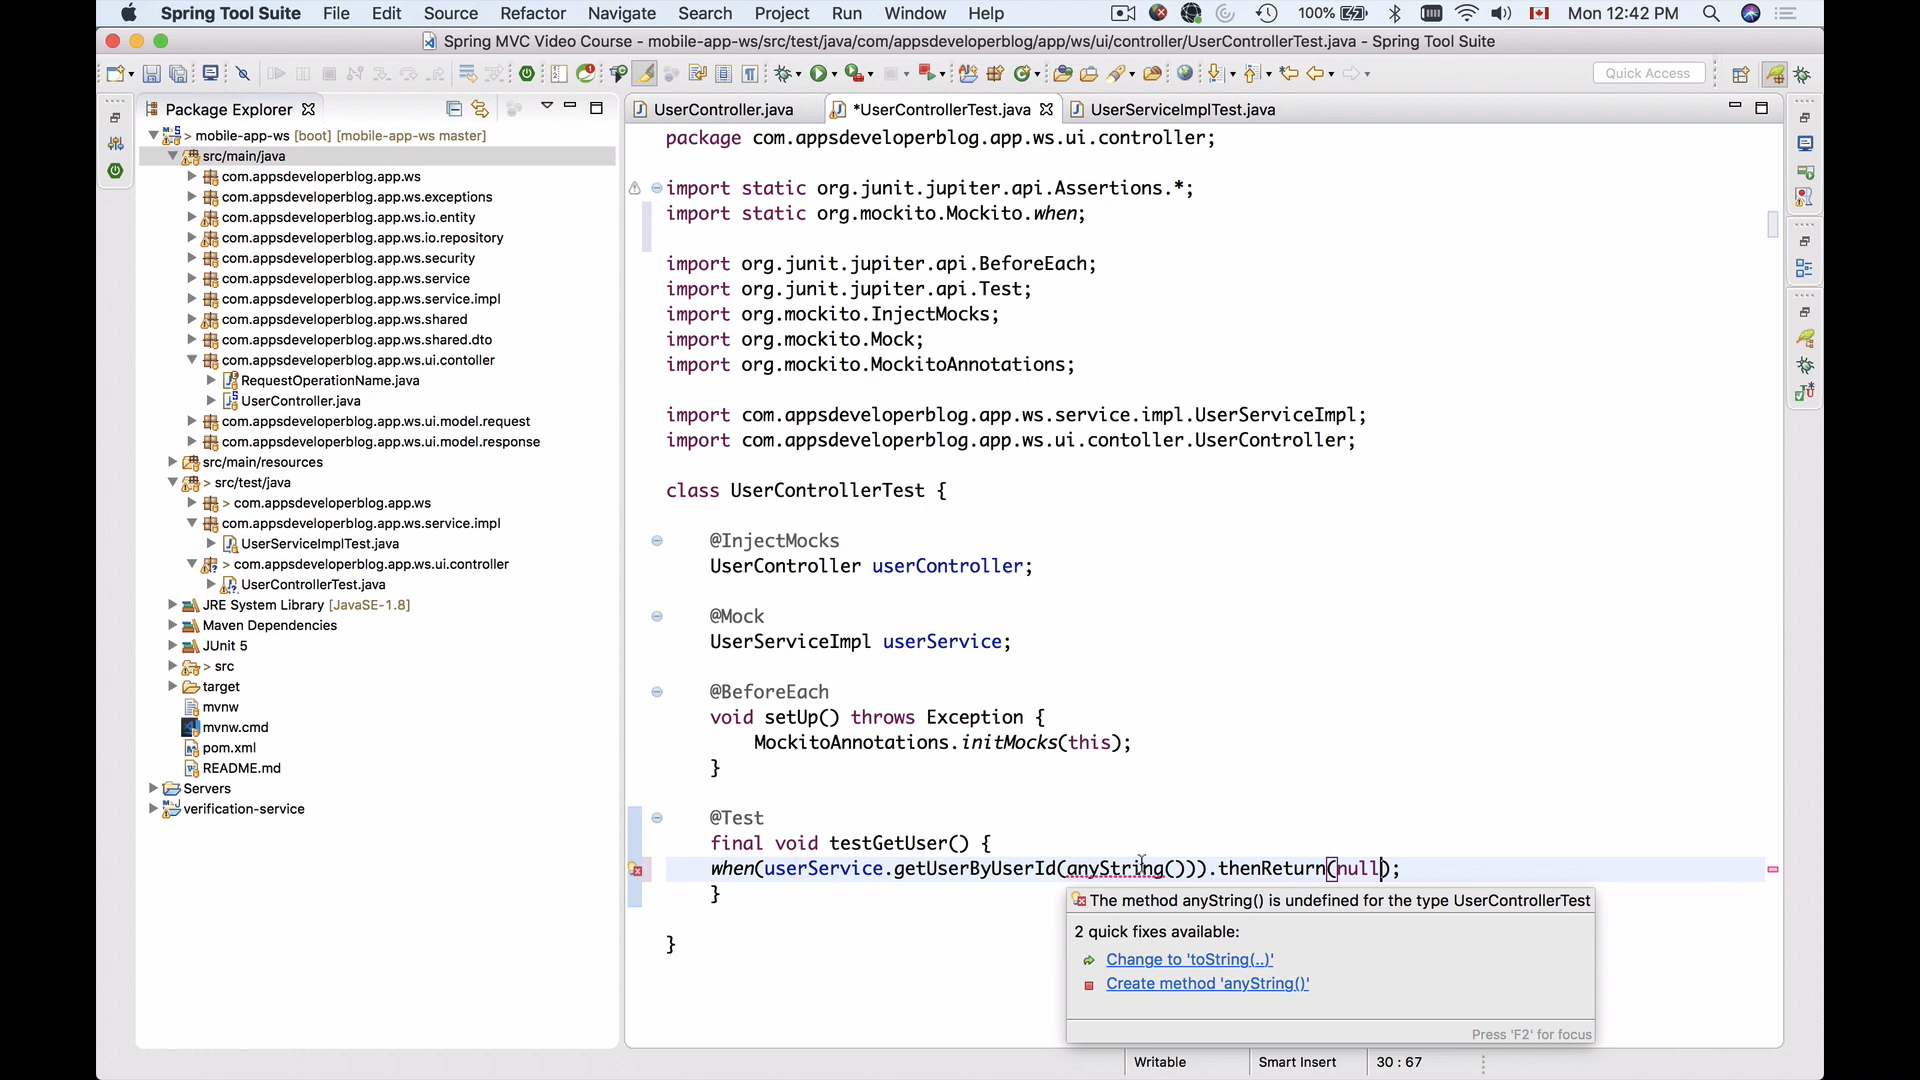 Spring Tool Suite File Edit Source Refactor Navigate Search Project Run Window Help 100% Mon 12:42 PM
Spring MVC Video Course - mobile-app-ws/src/test/java/com/appsdeveloperblog/app/ws/ui/controller/UserControllerTest.java - Spring Tool Suite
Quick Access
Package Explorer
UserController.java *UserControllerTest.java UserServiceImplTest.java
> mobile-app-ws [boot] [mobile-app-ws master]
src/main/java
com.appsdeveloperblog.app.ws
com.appsdeveloperblog.app.ws.exceptions
com.appsdeveloperblog.app.ws.io.entity
com.appsdeveloperblog.app.ws.io.repository
com.appsdeveloperblog.app.ws.security
com.appsdeveloperblog.app.ws.service
com.appsdeveloperblog.app.ws.service.impl
com.appsdeveloperblog.app.ws.shared
com.appsdeveloperblog.app.ws.shared.dto
com.appsdeveloperblog.app.ws.ui.contoller
RequestOperationName.java
UserController.java
com.appsdeveloperblog.app.ws.ui.model.request
com.appsdeveloperblog.app.ws.ui.model.response
src/main/resources
> src/test/java
> com.appsdeveloperblog.app.ws
com.appsdeveloperblog.app.ws.service.impl
UserServiceImplTest.java
> com.appsdeveloperblog.app.ws.ui.controller
UserControllerTest.java
JRE System Library [JavaSE-1.8]
Maven Dependencies
JUnit 5
> src
target
mvnw
mvnw.cmd
pom.xml
README.md
Servers
verification-service
package com.appsdeveloperblog.app.ws.ui.controller;
import static org.junit.jupiter.api.Assertions.*;
import static org.mockito.Mockito.when;
import org.junit.jupiter.api.BeforeEach;
import org.junit.jupiter.api.Test;
import org.mockito.InjectMocks;
import org.mockito.Mock;
import org.mockito.MockitoAnnotations;
import com.appsdeveloperblog.app.ws.service.impl.UserServiceImpl;
import com.appsdeveloperblog.app.ws.ui.contoller.UserController;
class UserControllerTest {
@InjectMocks
UserController userController;
@Mock
UserServiceImpl userService;
@BeforeEach
void setUp() throws Exception {
MockitoAnnotations.initMocks(this);
}
@Test
final void testGetUser() {
when(userService.getUserByUserId(anyString())).thenReturn(null);
}
}
The method anyString() is undefined for the type UserControllerTest
2 quick fixes available:
Change to 'toString(..)'
Create method 'anyString()'
Press 'F2' for focus
Writable Smart Insert 30 : 67